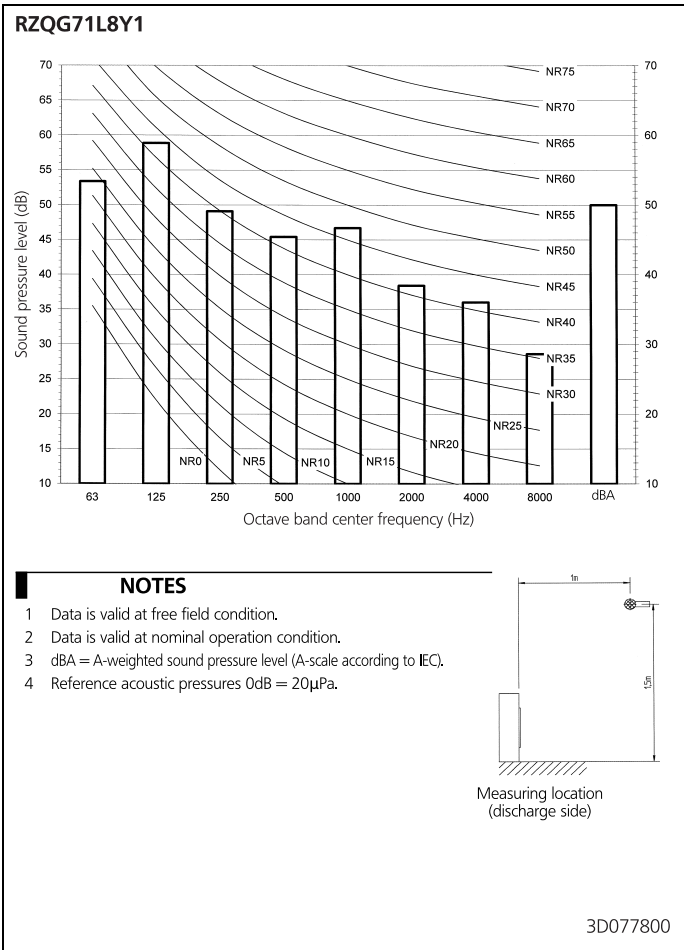 RZQG71L8Y1
70
65
60
55
50
45
40
35
30
25
20
15
10
Sound pressure level (dB)
70
60
50
40
30
20
10
NR75
NR70
NR65
NR60
NR55
NR50
NR45
NR40
NR35
NR30
NR25
NR20
NR0 NR5 NR10 NR15
63 125 250 500 1000 2000 4000 8000 dBA
Octave band center frequency (Hz)
NOTES
1 Data is valid at free field condition.
2 Data is valid at nominal operation condition.
3 dBA = A-weighted sound pressure level (A-scale according to IEC).
4 Reference acoustic pressures 0dB = 20µPa.
1m
1,5m
Measuring location
(discharge side)
3D077800